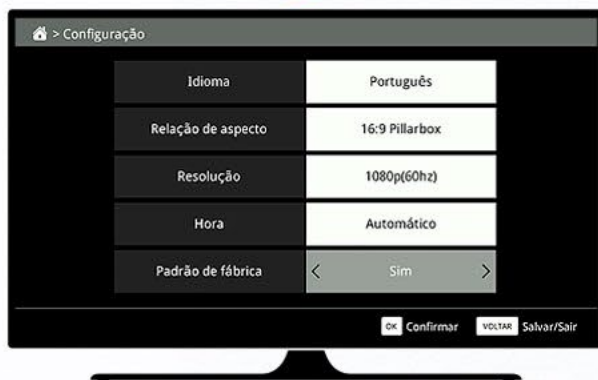 > Configuração
Idioma Português
Relação de aspecto 16:9 Pillarbox
Resolução 1080p(60hz)
Hora Automático
Padrão de fábrica < Sim >
OK Confirmar VOLTAR Salvar/Sair